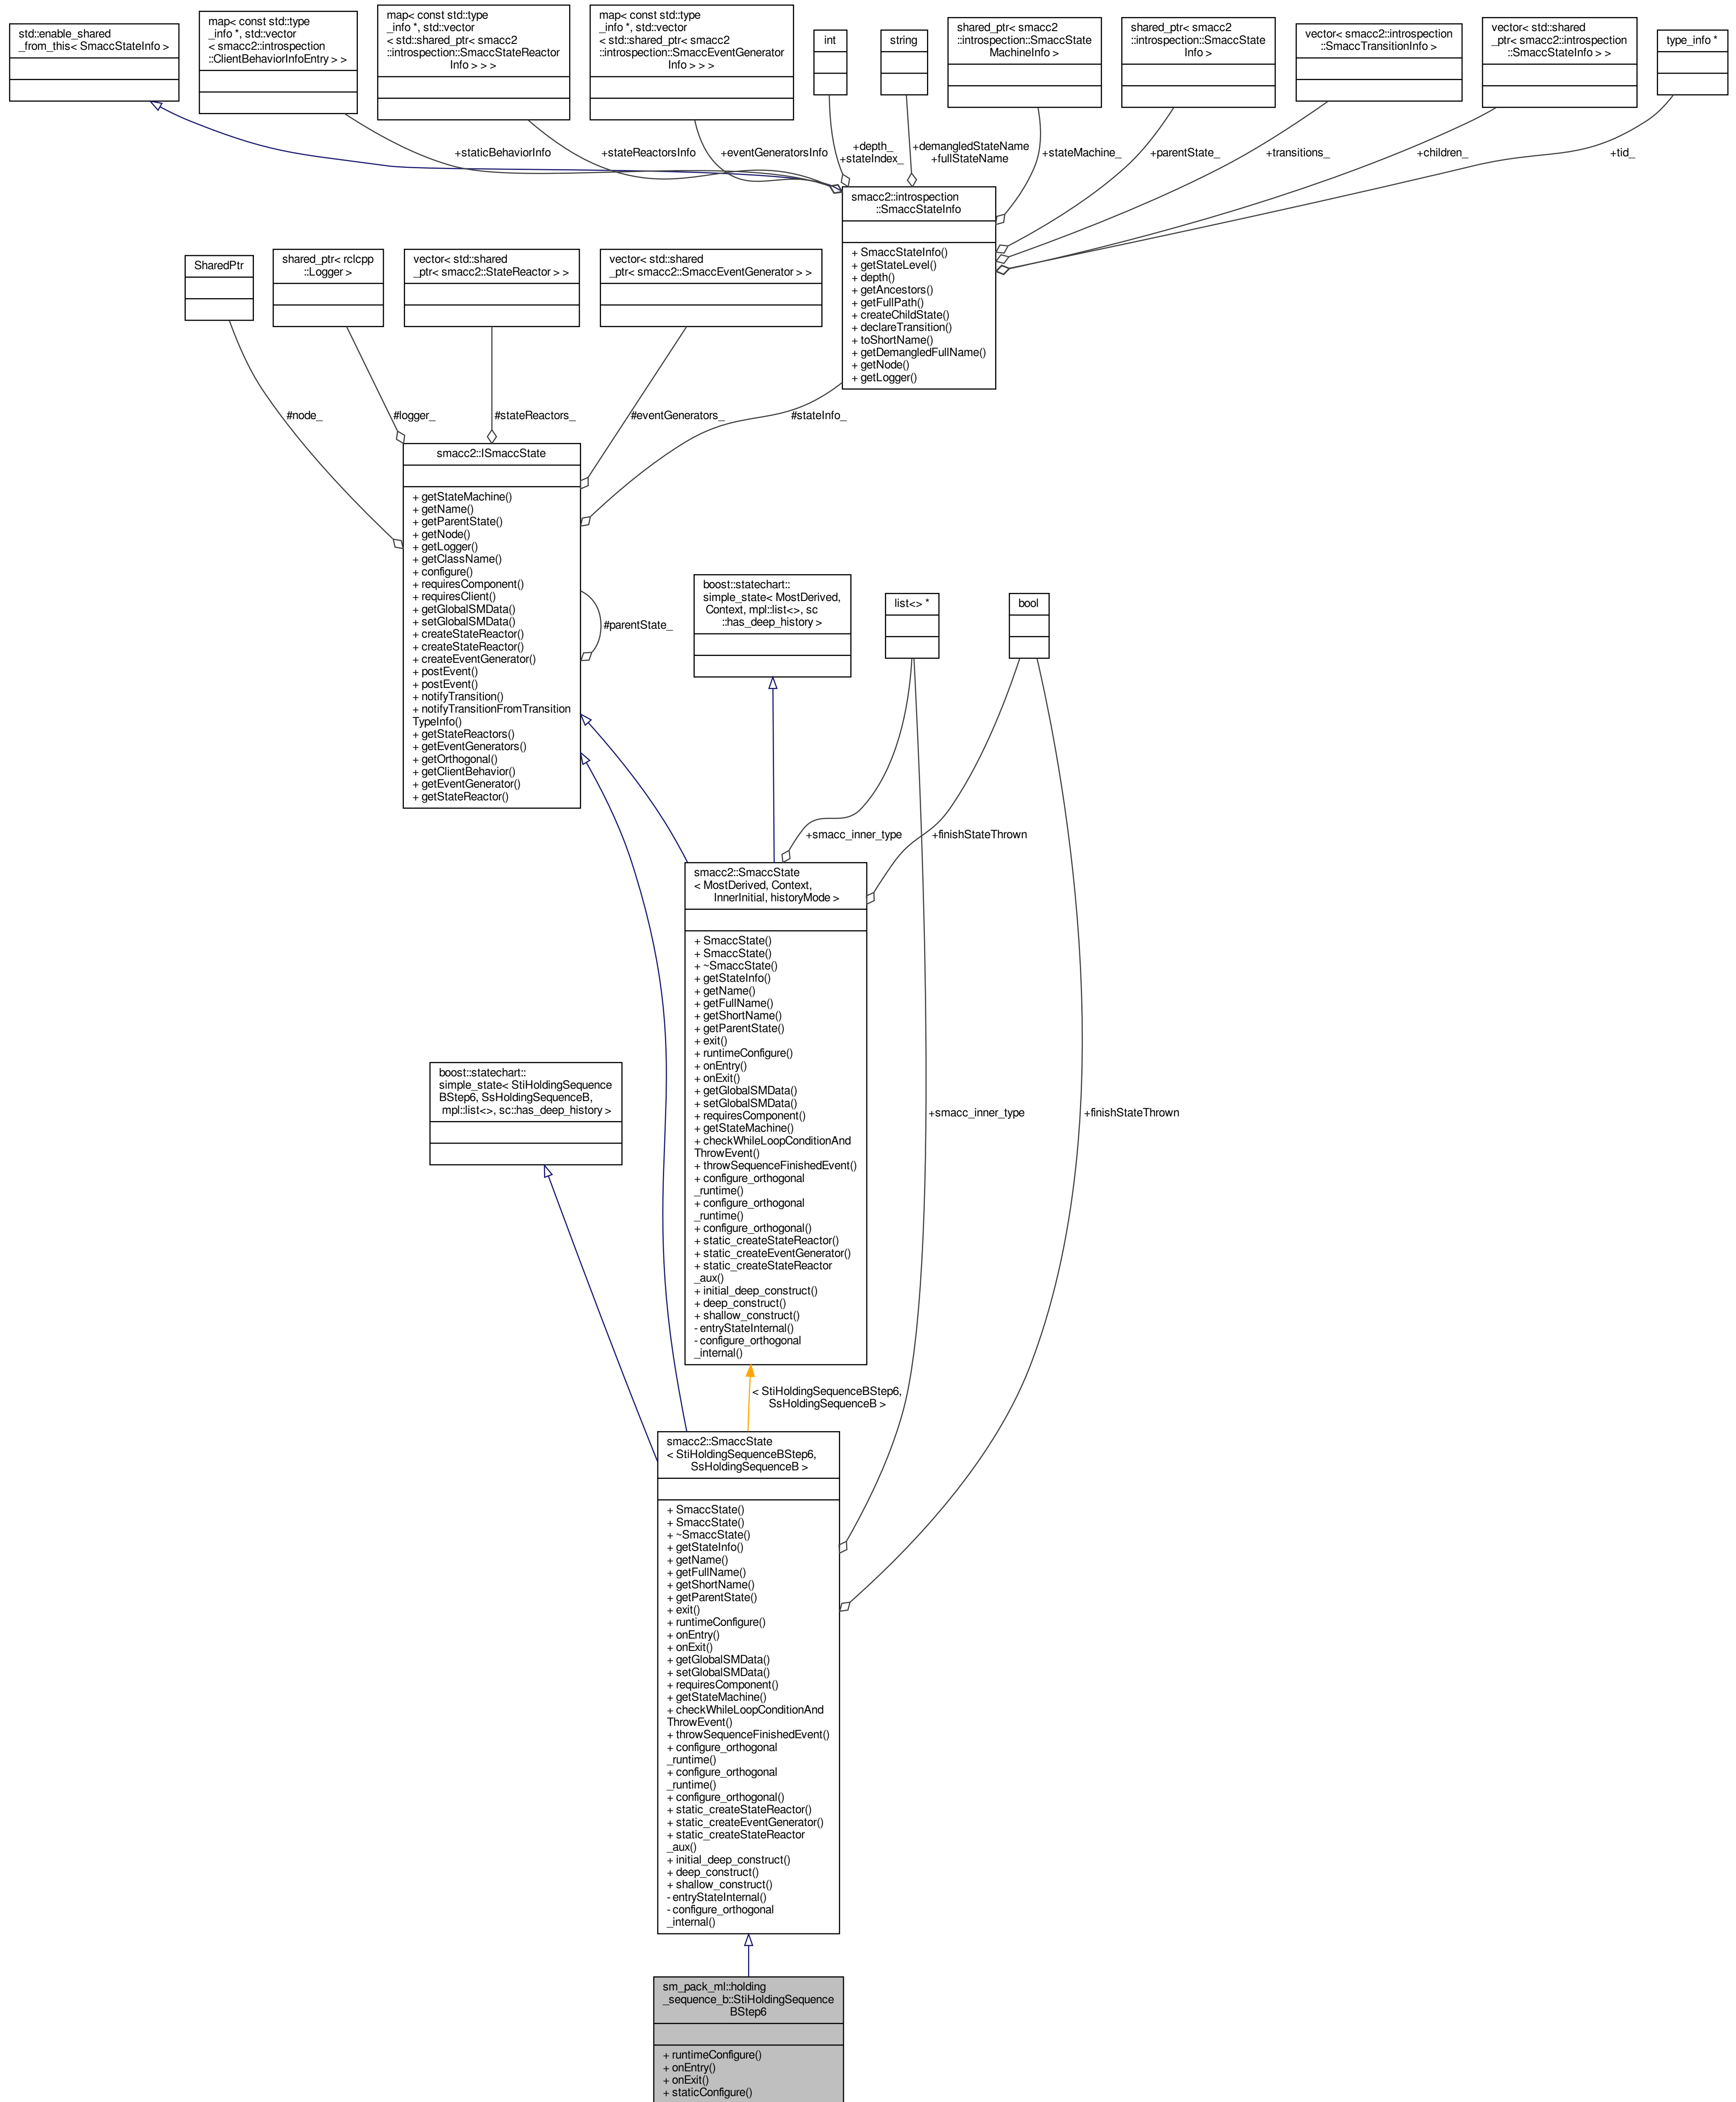 std::enable_shared
_from_this< SmaccStateInfo >
map< const std::type
_info *, std::vector
< smacc2::introspection
::ClientBehaviorInfoEntry > >
map< const std::type
_info *, std::vector
< std::shared_ptr< smacc2
::introspection::SmaccStateReactor
Info > > >
map< const std::type
_info *, std::vector
< std::shared_ptr< smacc2
::introspection::SmaccEventGenerator
Info > > >
int
string
shared_ptr< smacc2
::introspection::SmaccState
MachineInfo >
shared_ptr< smacc2
::introspection::SmaccState
Info >
vector< smacc2::introspection
::SmaccTransitionInfo >
vector< std::shared
_ptr< smacc2::introspection
::SmaccStateInfo > >
type_info *
+staticBehaviorInfo
+stateReactorsInfo
+eventGeneratorsInfo
+depth_
+stateIndex_
+demangledStateName
+fullStateName
+stateMachine_
+parentState_
+transitions_
+children_
+tid_
smacc2::introspection
::SmaccStateInfo
+ SmaccStateInfo()
+ getStateLevel()
+ depth()
+ getAncestors()
+ getFullPath()
+ createChildState()
+ declareTransition()
+ toShortName()
+ getDemangledFullName()
+ getNode()
+ getLogger()
SharedPtr
shared_ptr< rclcpp
::Logger >
vector< std::shared
_ptr< smacc2::StateReactor > >
vector< std::shared
_ptr< smacc2::SmaccEventGenerator > >
#node_
#logger_
#stateReactors_
#eventGenerators_
#stateInfo_
smacc2::ISmaccState
+ getStateMachine()
+ getName()
+ getParentState()
+ getNode()
+ getLogger()
+ getClassName()
+ configure()
+ requiresComponent()
+ requiresClient()
+ getGlobalSMData()
+ setGlobalSMData()
+ createStateReactor()
+ createStateReactor()
+ createEventGenerator()
+ postEvent()
+ postEvent()
+ notifyTransition()
+ notifyTransitionFromTransition
TypeInfo()
+ getStateReactors()
+ getEventGenerators()
+ getOrthogonal()
+ getClientBehavior()
+ getEventGenerator()
+ getStateReactor()
#parentState_
boost::statechart::
simple_state< MostDerived,
Context, mpl::list<>, sc
::has_deep_history >
list<> *
bool
+smacc_inner_type
+finishStateThrown
smacc2::SmaccState
< MostDerived, Context,
InnerInitial, historyMode >
+ SmaccState()
+ SmaccState()
+ ~SmaccState()
+ getStateInfo()
+ getName()
+ getFullName()
+ getShortName()
+ getParentState()
+ exit()
+ runtimeConfigure()
+ onEntry()
+ onExit()
+ getGlobalSMData()
+ setGlobalSMData()
+ requiresComponent()
+ getStateMachine()
+ checkWhileLoopConditionAnd
ThrowEvent()
+ throwSequenceFinishedEvent()
+ configure_orthogonal
_runtime()
+ configure_orthogonal
_runtime()
+ configure_orthogonal()
+ static_createStateReactor()
+ static_createEventGenerator()
+ static_createStateReactor
_aux()
+ initial_deep_construct()
+ deep_construct()
+ shallow_construct()
- entryStateInternal()
- configure_orthogonal
_internal()
boost::statechart::
simple_state< StiHoldingSequence
BStep6, SsHoldingSequenceB,
mpl::list<>, sc::has_deep_history >
+smacc_inner_type
+finishStateThrown
< StiHoldingSequenceBStep6,
SsHoldingSequenceB >
smacc2::SmaccState
< StiHoldingSequenceBStep6,
SsHoldingSequenceB >
+ SmaccState()
+ SmaccState()
+ ~SmaccState()
+ getStateInfo()
+ getName()
+ getFullName()
+ getShortName()
+ getParentState()
+ exit()
+ runtimeConfigure()
+ onEntry()
+ onExit()
+ getGlobalSMData()
+ setGlobalSMData()
+ requiresComponent()
+ getStateMachine()
+ checkWhileLoopConditionAnd
ThrowEvent()
+ throwSequenceFinishedEvent()
+ configure_orthogonal
_runtime()
+ configure_orthogonal
_runtime()
+ configure_orthogonal()
+ static_createStateReactor()
+ static_createEventGenerator()
+ static_createStateReactor
_aux()
+ initial_deep_construct()
+ deep_construct()
+ shallow_construct()
- entryStateInternal()
- configure_orthogonal
_internal()
sm_pack_ml::holding
_sequence_b::StiHoldingSequence
BStep6
+ runtimeConfigure()
+ onEntry()
+ onExit()
+ staticConfigure()